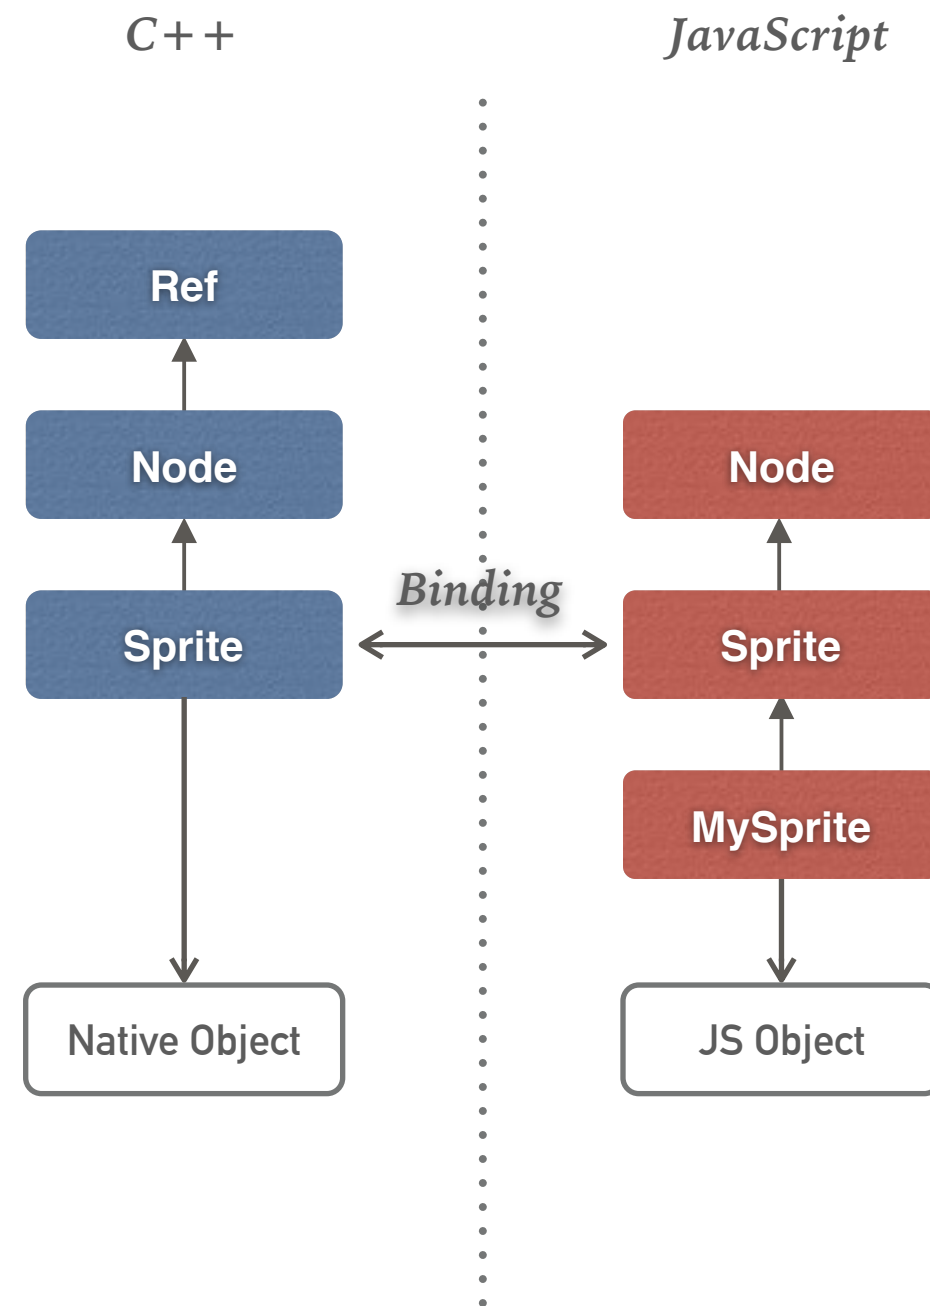 C++
JavaScript
Ref
Node
Node
Binding
Sprite
Sprite
MySprite
Native Object
JS Object